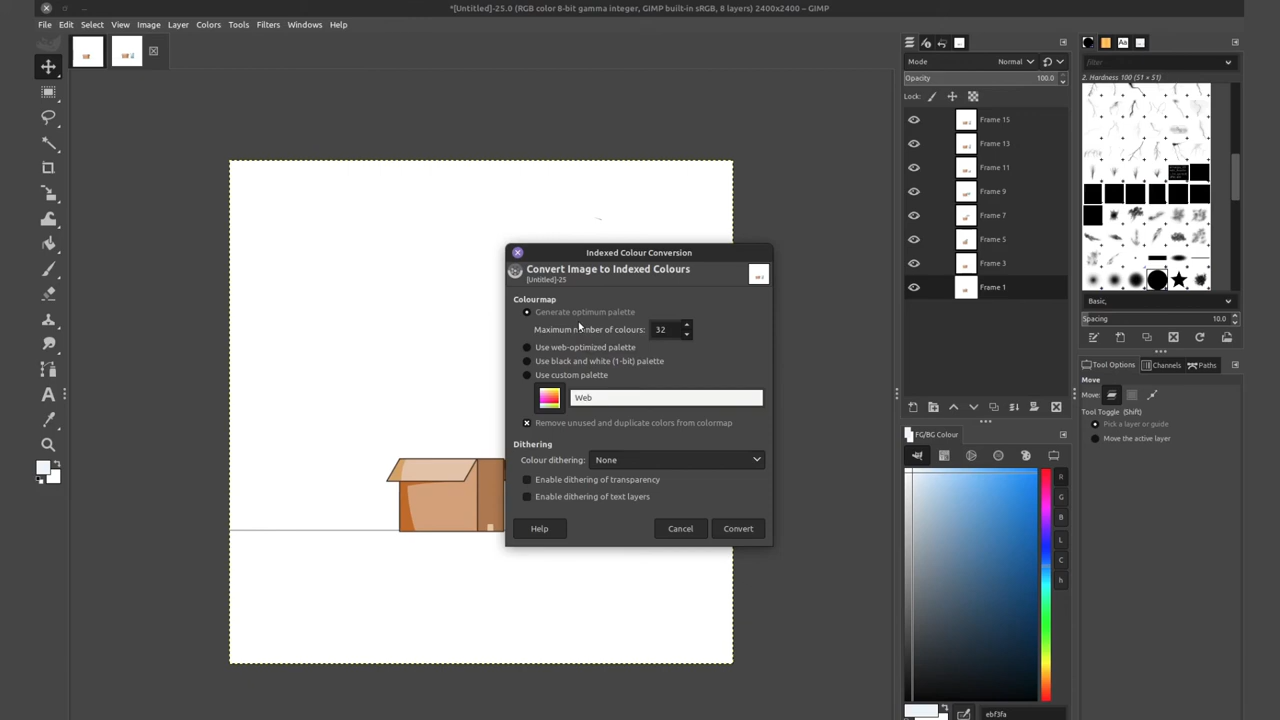 *[Untitled]-25.0 (RGB color 8-bit gamma integer, GIMP built-in sRGB, 8 layers) 2400x2400 – GIMP
File Edit Select View Image Layer Colors Tools Filters Windows Help
Mode Normal
Opacity 100.0
Lock:
Frame 15
Frame 13
Frame 11
Frame 9
Frame 7
Frame 5
Frame 3
Frame 1
filter
2. Hardness 100 (51 × 51)
Basic,
Spacing 10.0
Tool Options Channels Paths
Move
Move:
Tool Toggle (Shift)
Pick a layer or guide
Move the active layer
FG/BG Colour
R
G
B
L
C
h
ebf3fa
Indexed Colour Conversion
Convert Image to Indexed Colours
[Untitled]-25
Colourmap
Generate optimum palette
Maximum number of colours: 32
Use web-optimized palette
Use black and white (1-bit) palette
Use custom palette
Web
Remove unused and duplicate colors from colormap
Dithering
Colour dithering: None
Enable dithering of transparency
Enable dithering of text layers
Help Cancel Convert